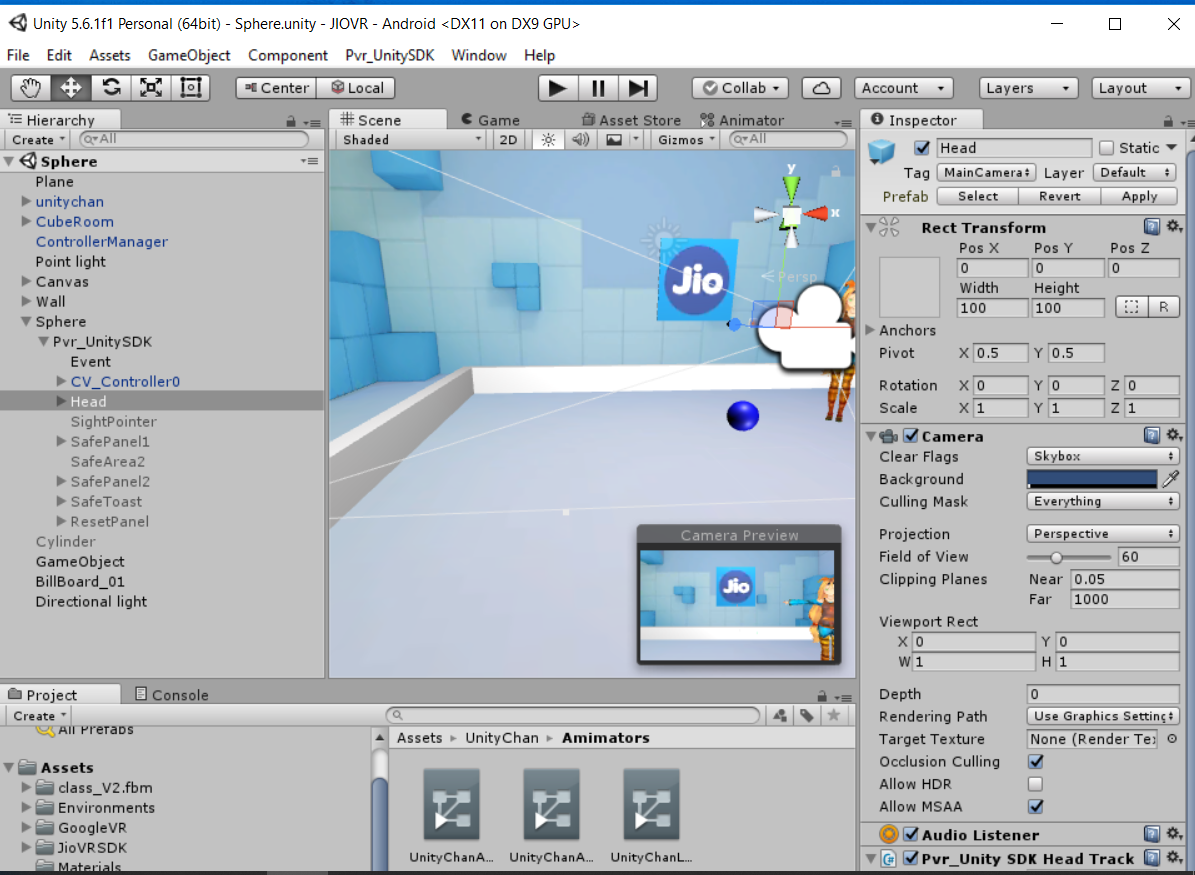 Unity 5.6.1f1 Personal (64bit) - Sphere.unity - JIOVR - Android <DX11 on DX9 GPU>
File Edit Assets GameObject Component Pvr_UnitySDK Window Help
Center Local Collab Account Layers Layout
Hierarchy
Create All
Sphere
Plane
unitychan
CubeRoom
ControllerManager
Point light
Canvas
Wall
Sphere
Pvr_UnitySDK
Event
CV_Controller0
Head
SightPointer
SafePanel1
SafeArea2
SafePanel2
SafeToast
ResetPanel
Cylinder
GameObject
BillBoard_01
Directional light
Scene Game Asset Store Animator
Shaded 2D Gizmos All
y
x
Persp
Jio
Camera Preview
Jio
Inspector
Head Static
Tag MainCamera Layer Default
Prefab Select Revert Apply
Rect Transform
Pos X Pos Y Pos Z
0 0 0
Width Height
100 100 R
Anchors
Pivot X 0.5 Y 0.5
Rotation X 0 Y 0 Z 0
Scale X 1 Y 1 Z 1
Camera
Clear Flags Skybox
Background
Culling Mask Everything
Projection Perspective
Field of View 60
Clipping Planes Near 0.05
Far 1000
Viewport Rect
X 0 Y 0
W 1 H 1
Depth 0
Rendering Path Use Graphics Setting
Target Texture None (Render Te
Occlusion Culling
Allow HDR
Allow MSAA
Audio Listener
Pvr_Unity SDK Head Track
Project Console
Create
All Prefabs
Assets
class_V2.fbm
Environments
GoogleVR
JioVRSDK
Materials
Assets UnityChan Amimators
UnityChanA... UnityChanA... UnityChanL...